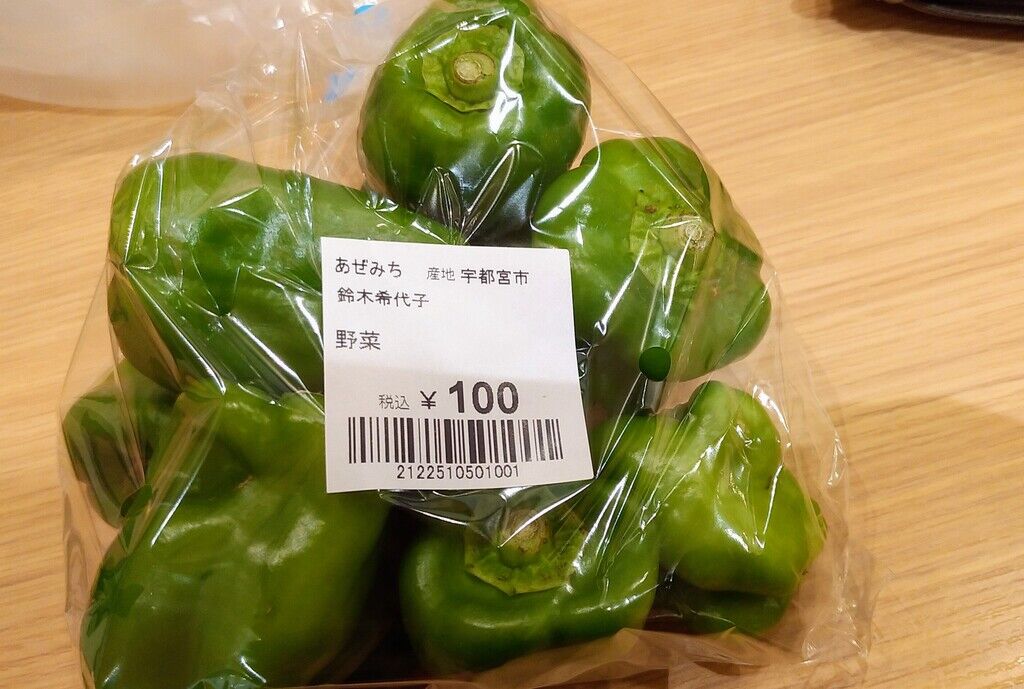 あぜみち 産地 宇都宮市
鈴木希代子
野菜
税込 ¥ 100
2122510501001